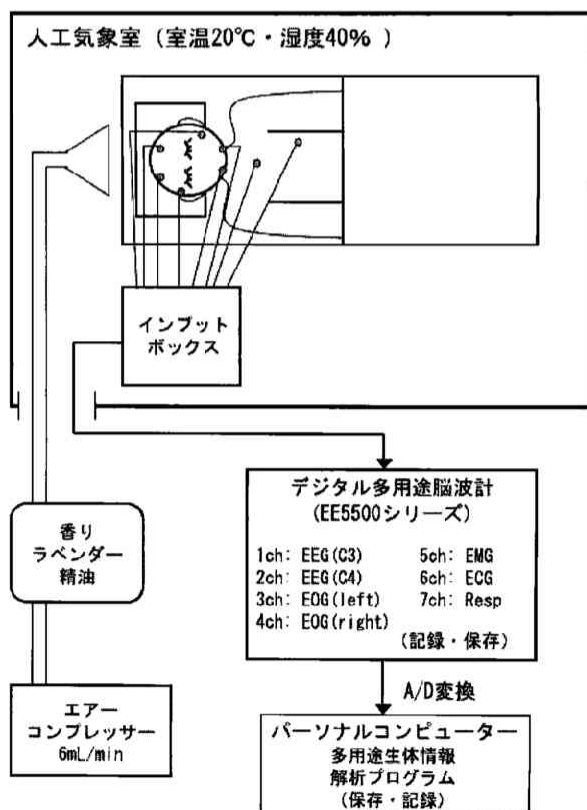 人工気象室（室温20℃・湿度40%）
インプット
ボックス
デジタル多用途脳波計
(EE5500シリーズ)
1ch: EEG(C3)
2ch: EEG(C4)
3ch: EOG(left)
4ch: EOG(right)
5ch: EMG
6ch: ECG
7ch: Resp
(記録・保存)
香り
ラベンダー
精油
A/D変換
エアー
コンプレッサー
6mL/min
パーソナルコンピューター
多用途生体情報
解析プログラム
(保存・記録)